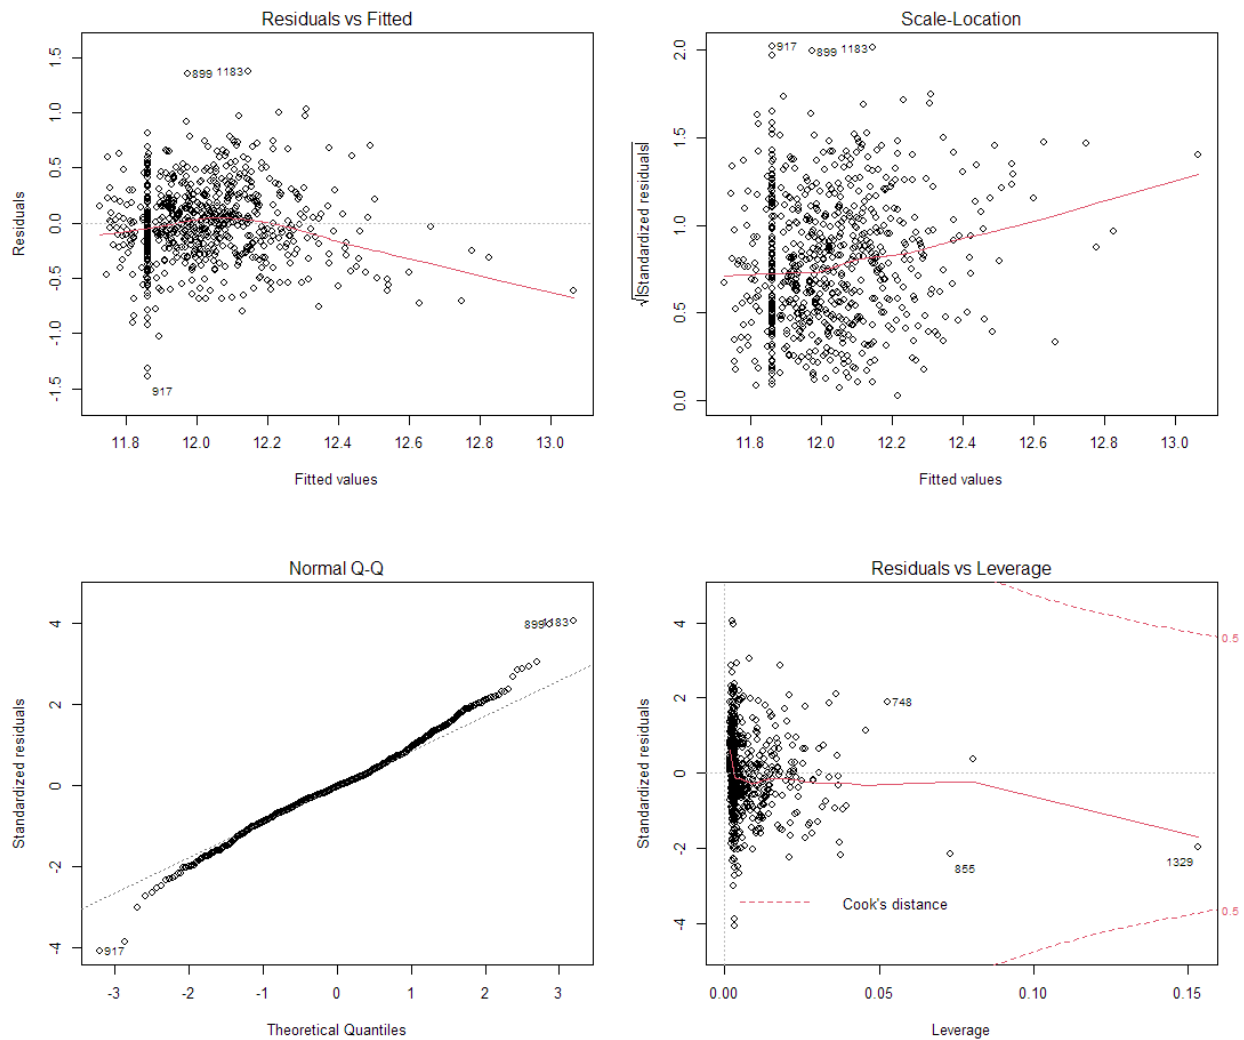 Residuals vs Fitted
Residuals
1.5
1.0
0.5
0.0
-0.5
-1.0
-1.5
899
1183
917
11.8 12.0 12.2 12.4 12.6 12.8 13.0
Fitted values
Scale-Location
√|Standardized residuals|
2.0
1.5
1.0
0.5
0.0
917
899
1183
11.8 12.0 12.2 12.4 12.6 12.8 13.0
Fitted values
Normal Q-Q
Standardized residuals
4
2
0
-2
-4
899
1183
917
-3 -2 -1 0 1 2 3
Theoretical Quantiles
Residuals vs Leverage
Standardized residuals
4
2
0
-2
-4
0.5
748
855
1329
Cook's distance
0.5
0.00 0.05 0.10 0.15
Leverage